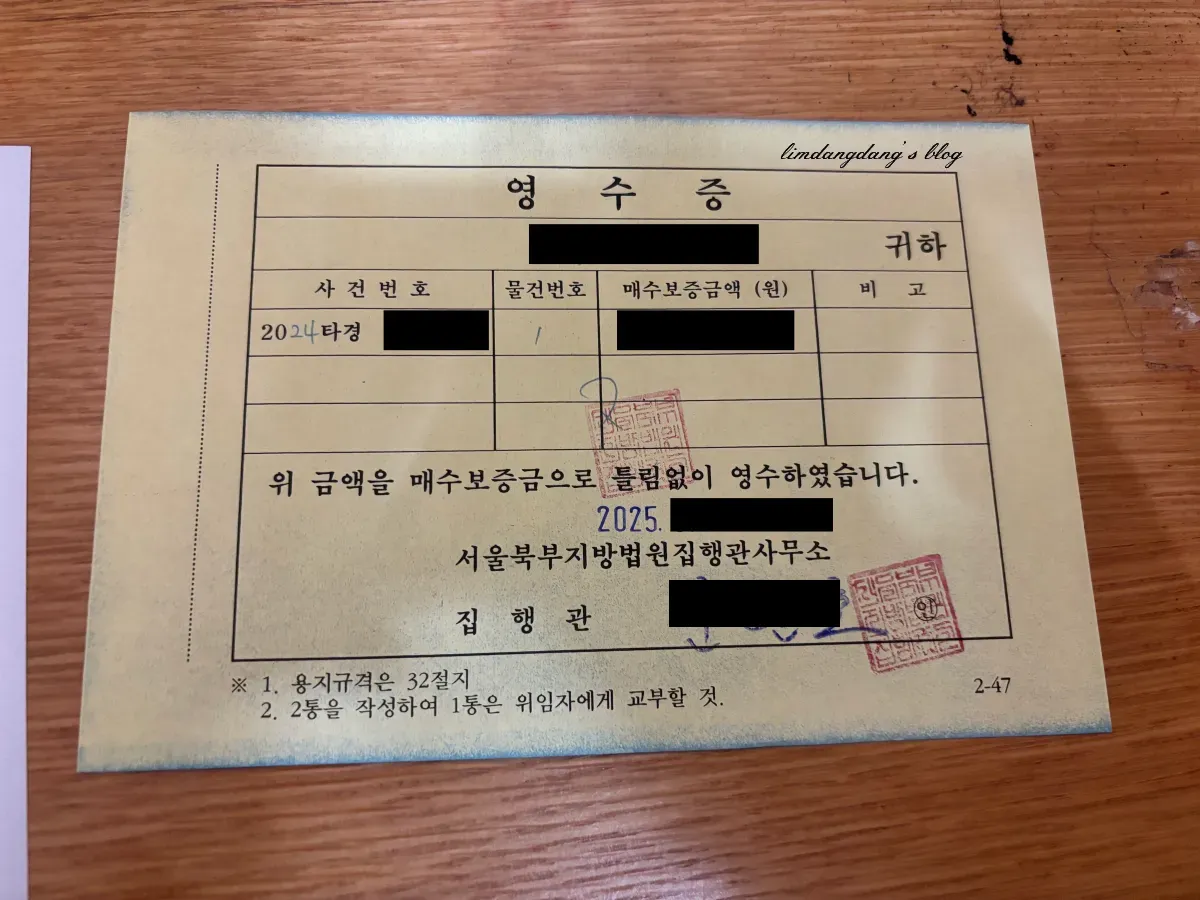 limdangdang's blog
영 수 증
귀하
사 건 번 호 물건번호 매수보증금액 (원) 비 고
2024타경 1
위 금액을 매수보증금으로 틀림없이 영수하였습니다.
2025.
서울북부지방법원집행관사무소
집 행 관
인
※ 1. 용지규격은 32절지
2. 2통을 작성하여 1통은 위임자에게 교부할 것.
2-47